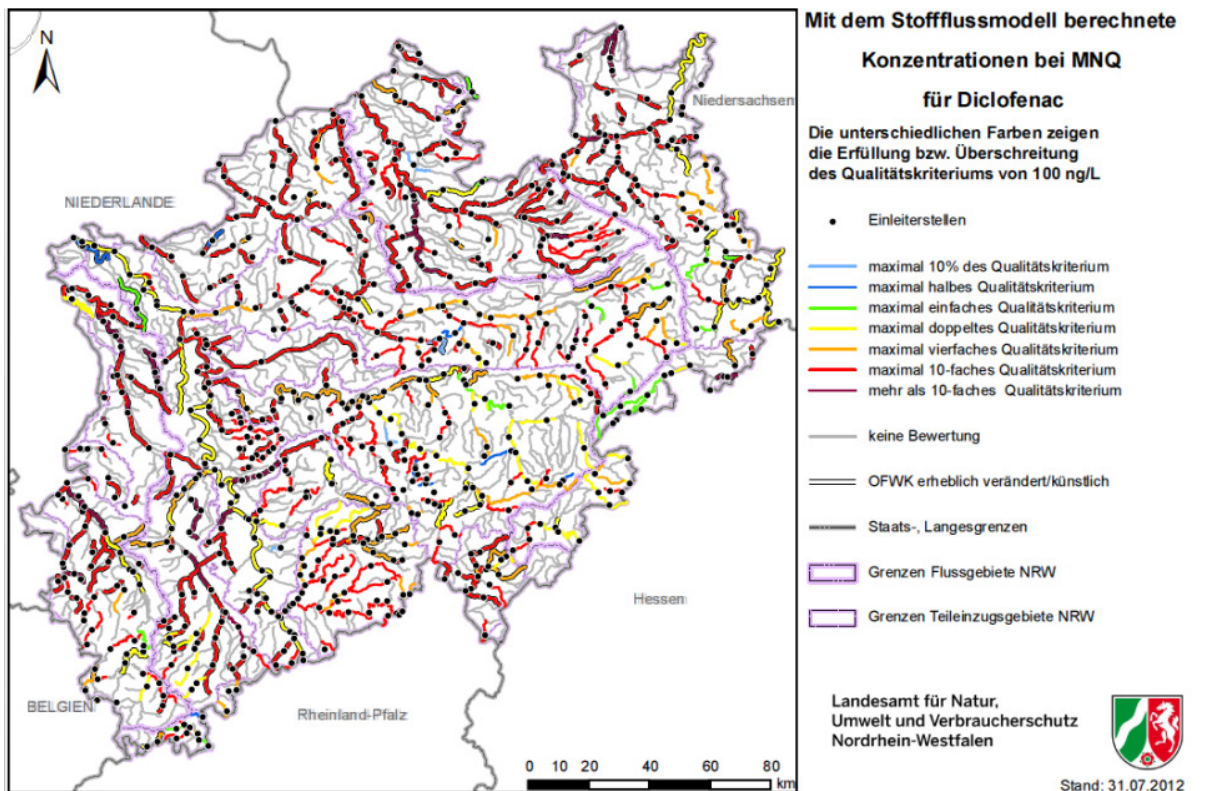 N
NIEDERLANDE
Niedersachsen
Hessen
BELGIEN
Rheinland-Pfalz
0 10 20 40 60 80
km
Mit dem Stoffflussmodell berechnete
Konzentrationen bei MNQ
für Diclofenac
Die unterschiedlichen Farben zeigen
die Erfüllung bzw. Überschreitung
des Qualitätskriteriums von 100 ng/L
Einleiterstellen
maximal 10% des Qualitätskriterium
maximal halbes Qualitätskriterium
maximal einfaches Qualitätskriterium
maximal doppeltes Qualitätskriterium
maximal vierfaches Qualitätskriterium
maximal 10-faches Qualitätskriterium
mehr als 10-faches Qualitätskriterium
keine Bewertung
OFWK erheblich verändert/künstlich
Staats-, Langesgrenzen
Grenzen Flussgebiete NRW
Grenzen Teileinzugsgebiete NRW
Landesamt für Natur,
Umwelt und Verbraucherschutz
Nordrhein-Westfalen
Stand: 31.07.2012